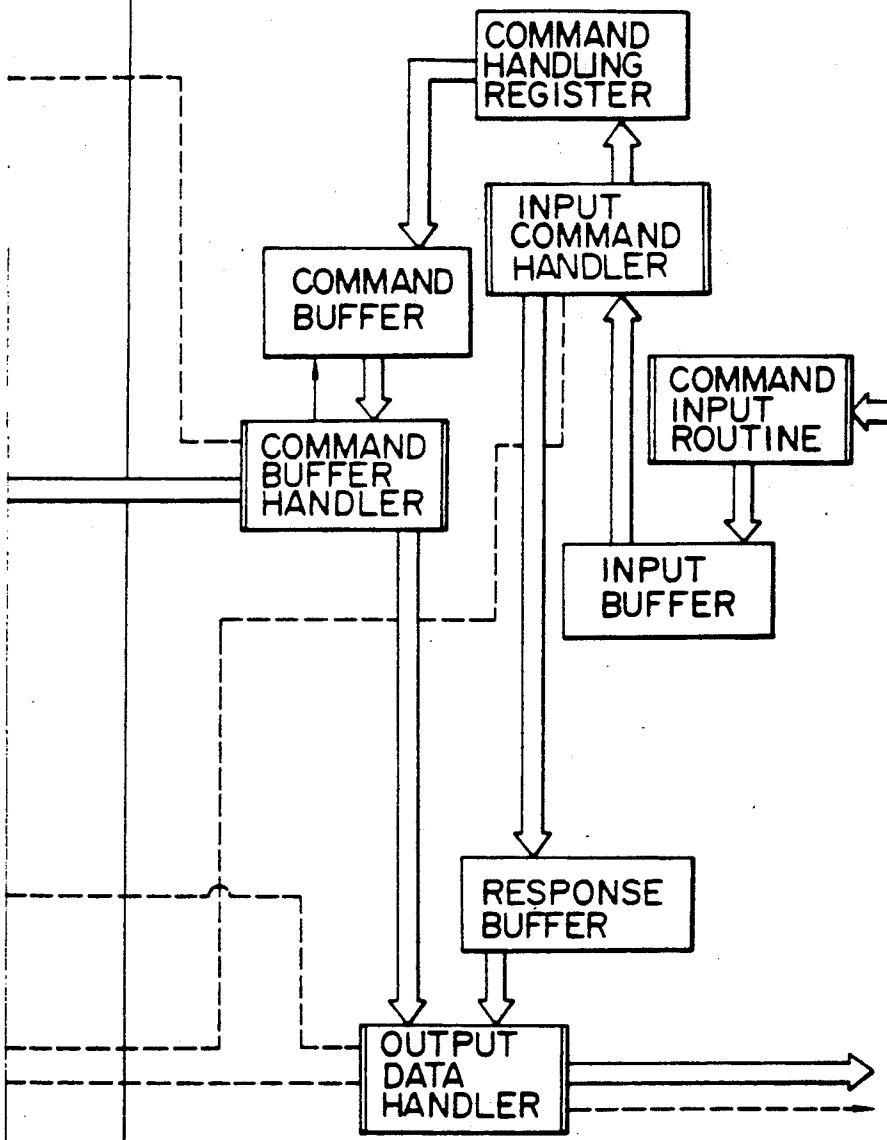 COMMAND
HANDLING
REGISTER
INPUT
COMMAND
HANDLER
COMMAND
BUFFER
COMMAND
INPUT
ROUTINE
COMMAND
BUFFER
HANDLER
INPUT
BUFFER
RESPONSE
BUFFER
OUTPUT
DATA
HANDLER